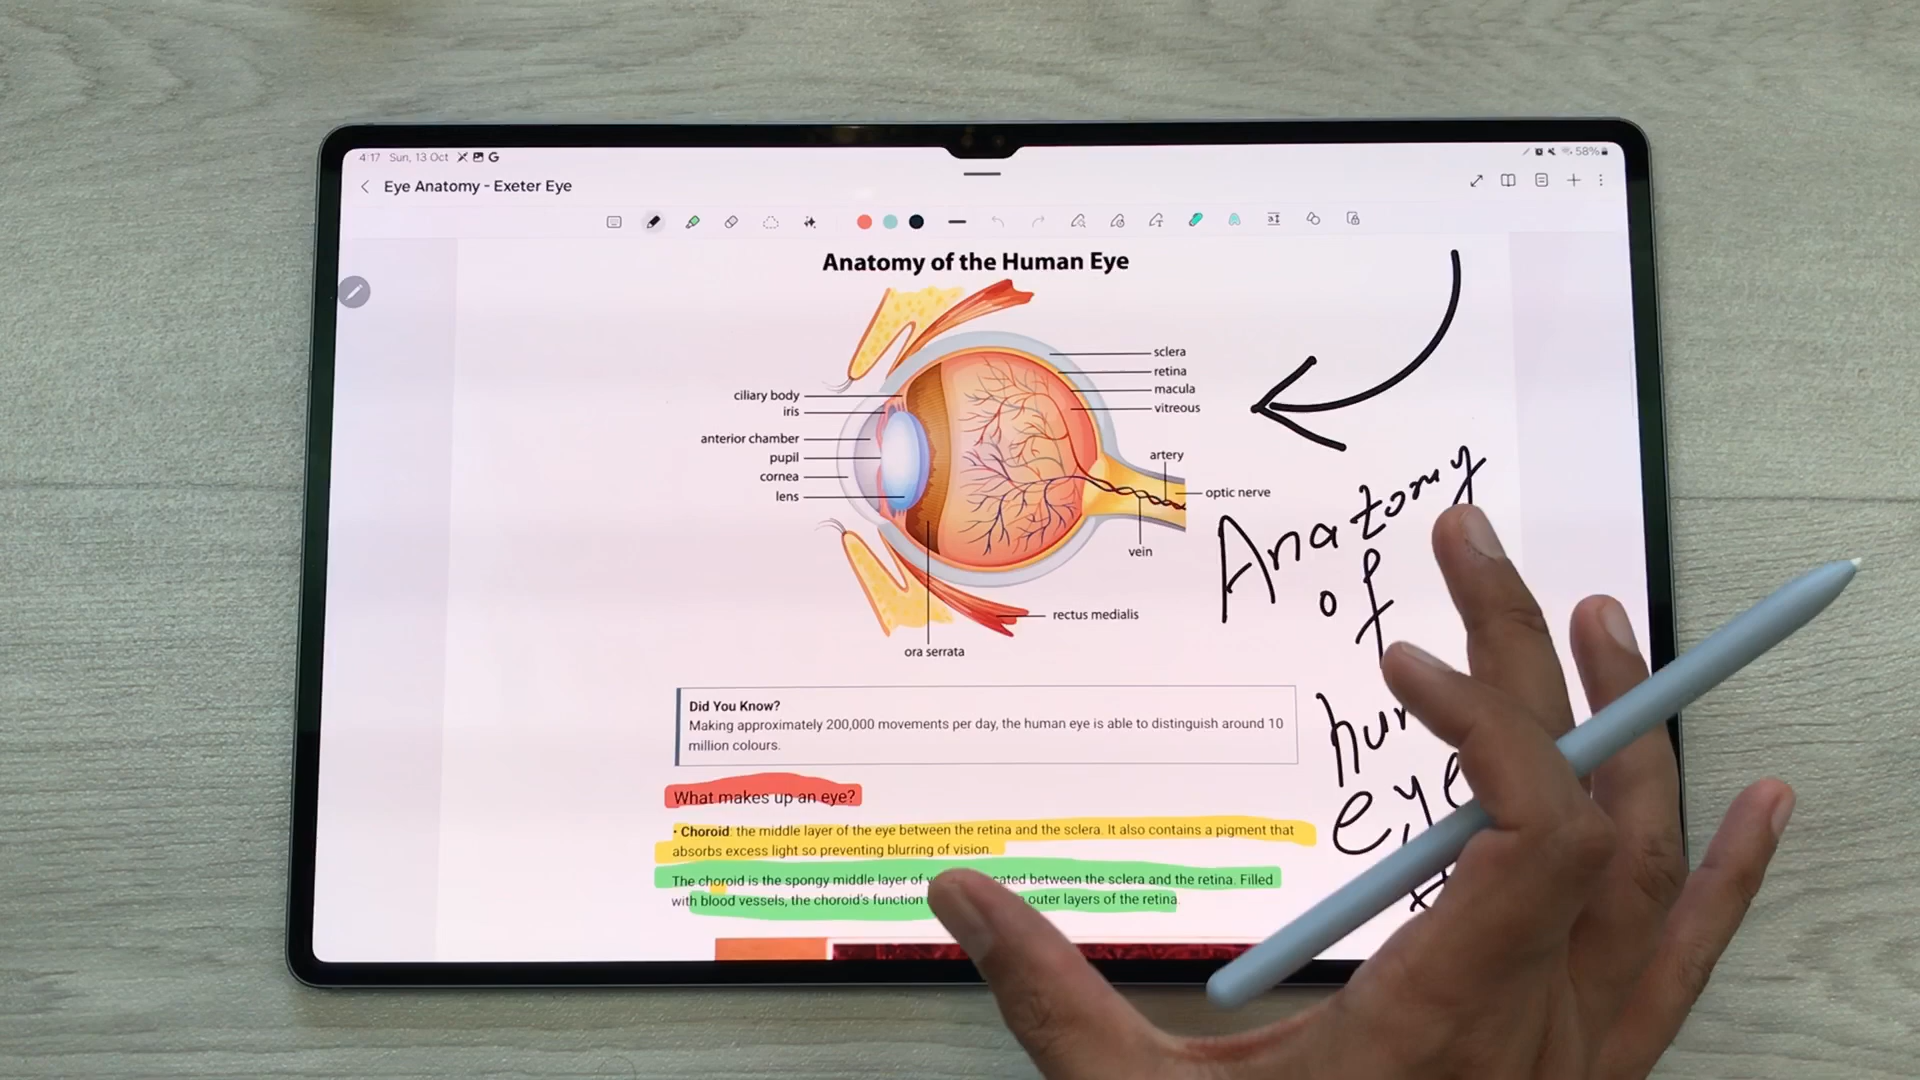 4:17 Sun, 13 Oct
58%
Eye Anatomy - Exeter Eye
Anatomy of the Human Eye
sclera
retina
macula
vitreous
ciliary body
iris
anterior chamber
pupil
cornea
lens
artery
optic nerve
vein
rectus medialis
ora serrata
Anatomy
of
eye
Did You Know?
Making approximately 200,000 movements per day, the human eye is able to distinguish around 10
million colours.
What makes up an eye?
· Choroid: the middle layer of the eye between the retina and the sclera. It also contains a pigment that
absorbs excess light so preventing blurring of vision.
The choroid is the spongy middle layer of located between the sclera and the retina. Filled
with blood vessels, the choroid's function outer layers of the retina.